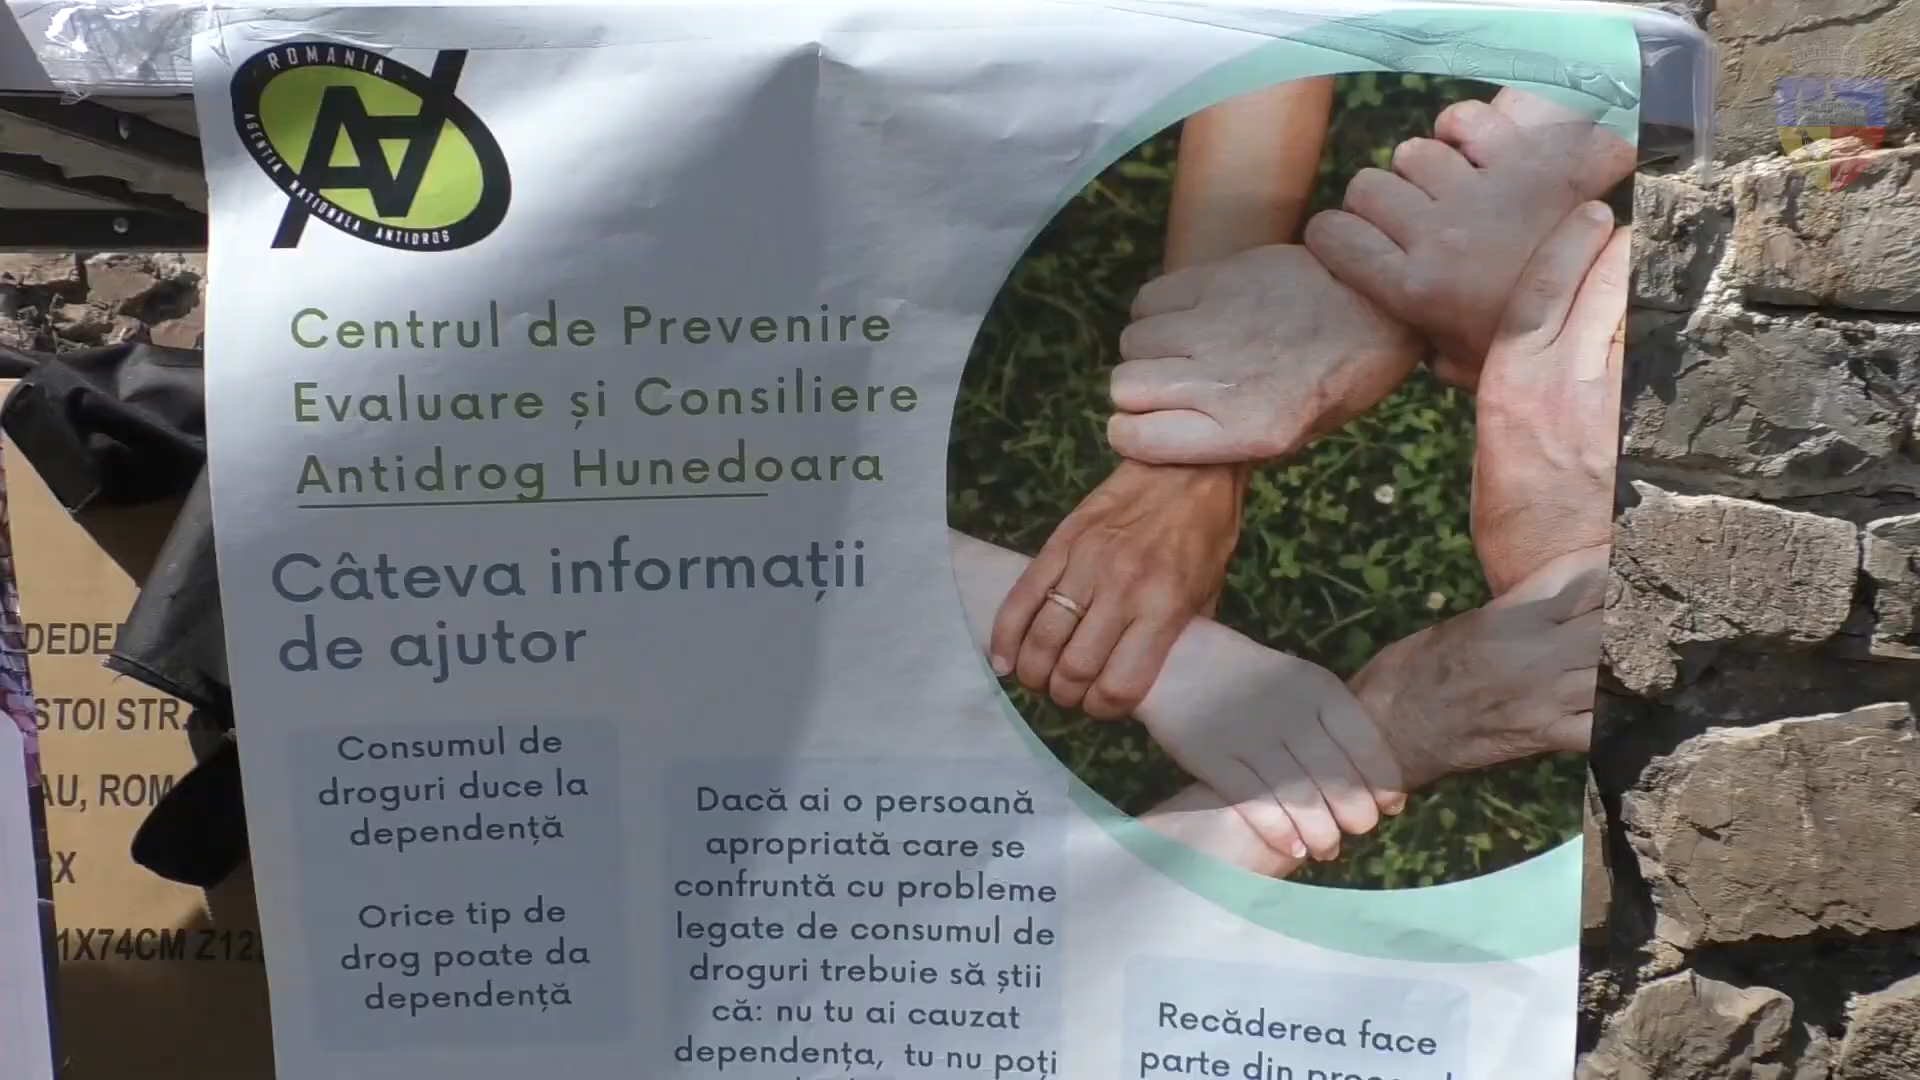 ROMANIA
AGENTIA NATIONALA ANTIDROG
Centrul de Prevenire
Evaluare și Consiliere
Antidrog Hunedoara
Câteva informații
de ajutor
Consumul de
droguri duce la
dependență
Orice tip de
drog poate da
dependență
Dacă ai o persoană
apropriată care se
confruntă cu probleme
legate de consumul de
droguri trebuie să știi
că: nu tu ai cauzat
dependența, tu nu poți
Recăderea face
parte din
STOI STR.
AU, ROM
1X74CM